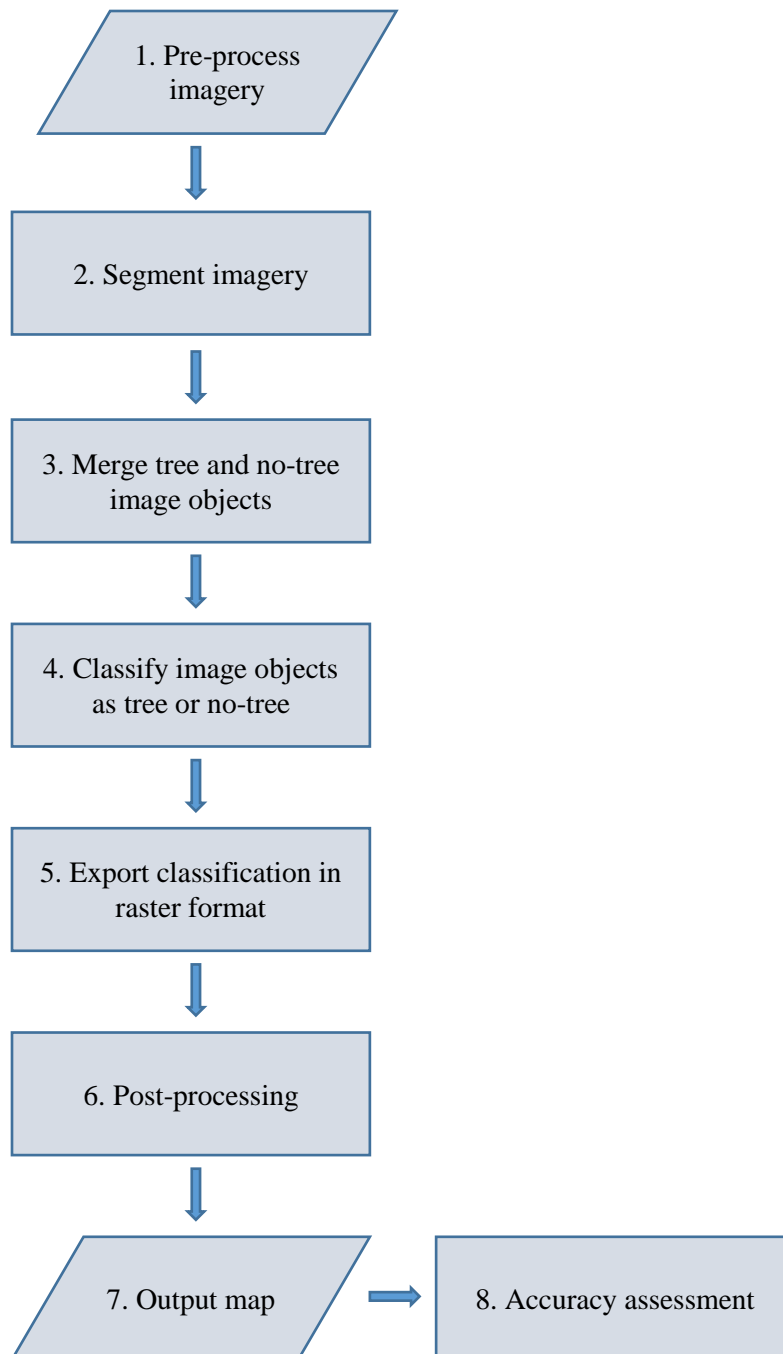 1. Pre-process
imagery
2. Segment imagery
3. Merge tree and no-tree
image objects
4. Classify image objects
as tree or no-tree
5. Export classification in
raster format
6. Post-processing
7. Output map
8. Accuracy assessment